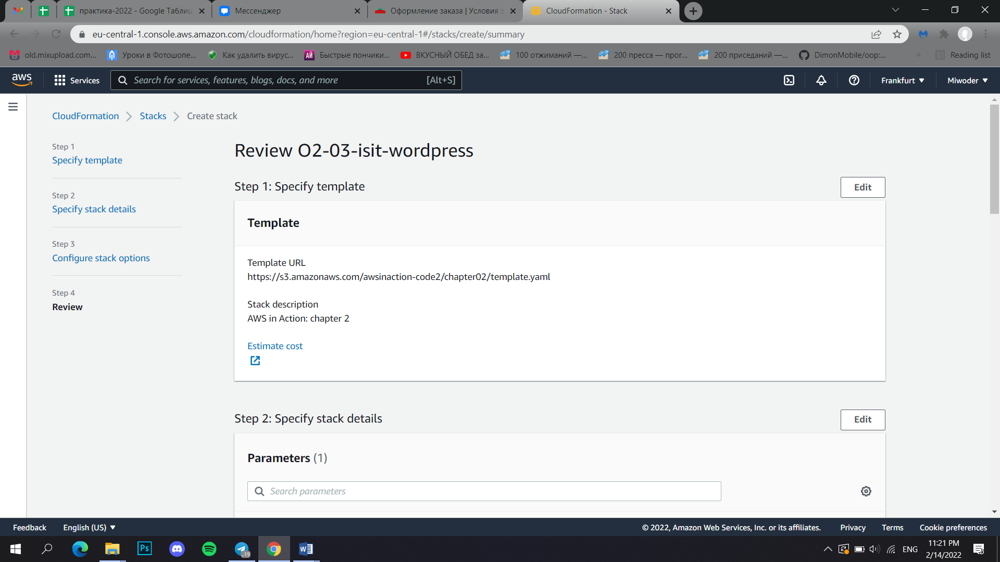 практика-2022 - Google Таблиц
Мессенджер
Оформление заказа | Условия з
CloudFormation - Stack
eu-central-1.console.aws.amazon.com/cloudformation/home?region=eu-central-1#/stacks/create/summary
old.mixupload.com...
Уроки в Фотошопе...
Как удалить вирус...
АЙ
Быстрые пончики...
ВКУСНЫЙ ОБЕД за...
100 отжиманий —...
200 пресса — прог...
200 приседаний —...
DimonMobile/oop:...
»
Reading list
aws
Services
Search for services, features, blogs, docs, and more
[Alt+S]
Frankfurt
Miwoder
CloudFormation
Stacks
Create stack
Step 1
Specify template
Step 2
Specify stack details
Step 3
Configure stack options
Step 4
Review
Review O2-03-isit-wordpress
Step 1: Specify template
Edit
Template
Template URL
https://s3.amazonaws.com/awsinaction-code2/chapter02/template.yaml
Stack description
AWS in Action: chapter 2
Estimate cost
Step 2: Specify stack details
Edit
Parameters (1)
Search parameters
Feedback
English (US)
© 2022, Amazon Web Services, Inc. or its affiliates.
Privacy
Terms
Cookie preferences
Ps
..19
W
ENG
11:21 PM
2/14/2022